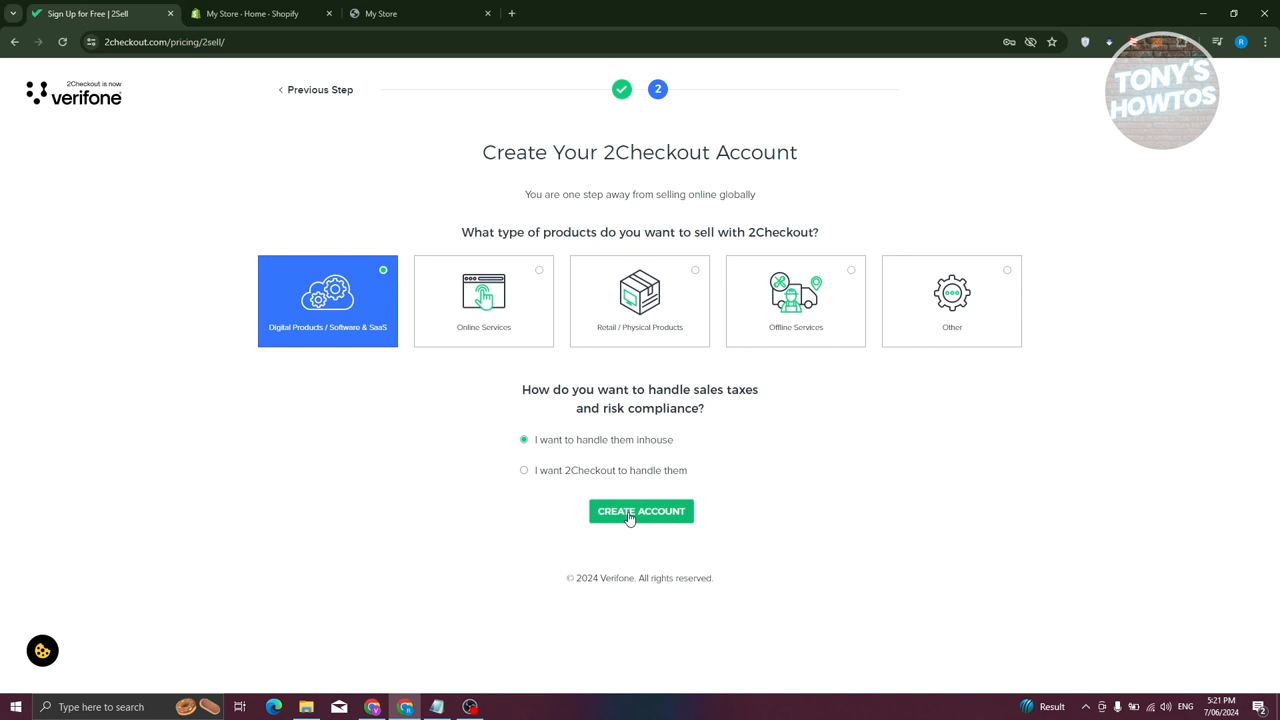 Sign Up for Free | 2Sell
My Store - Home - Shopify
My Store
2checkout.com/pricing/2sell/
R
TONY'S
HOWTOS
2Checkout is now
verifone
Previous Step
2
Create Your 2Checkout Account
You are one step away from selling online globally
What type of products do you want to sell with 2Checkout?
Digital Products / Software & SaaS
Online Services
Retail / Physical Products
Offline Services
Other
How do you want to handle sales taxes
and risk compliance?
I want to handle them inhouse
I want 2Checkout to handle them
CREATE ACCOUNT
© 2024 Verifone. All rights reserved.
Type here to search
Result
ENG
5:21 PM
7/06/2024
2